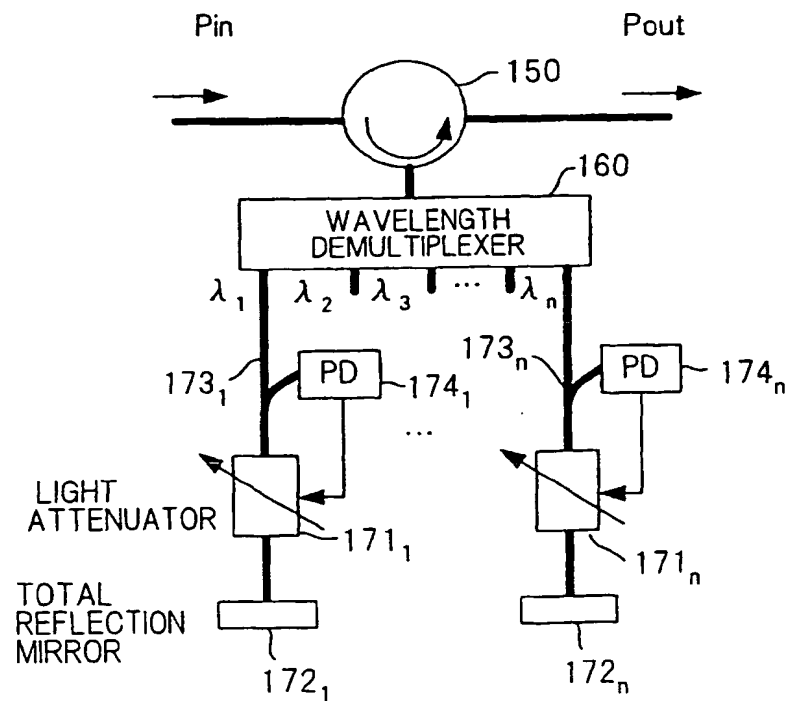 Pin
Pout
150
160
WAVELENGTH
DEMULTIPLEXER
λ₁ λ₂ λ₃ ... λₙ
173₁
PD
174₁
173ₙ
PD
174ₙ
...
LIGHT
ATTENUATOR
171₁
171ₙ
TOTAL
REFLECTION
MIRROR
172₁
172ₙ